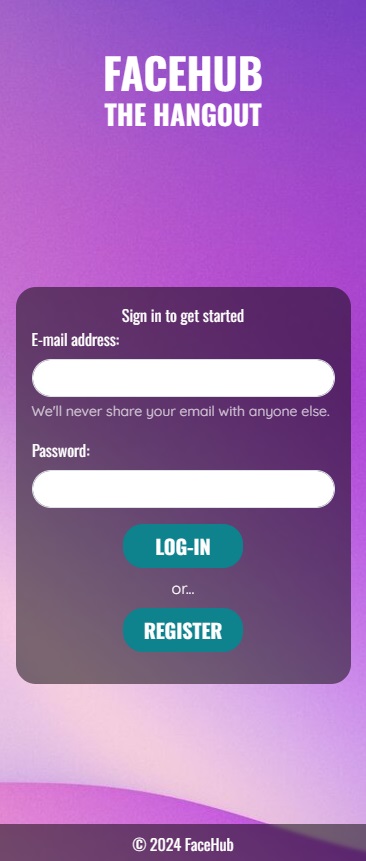 FACEHUB
THE HANGOUT
Sign in to get started
E-mail address:
We'll never share your email with anyone else.
Password:
LOG-IN
or...
REGISTER
© 2024 FaceHub